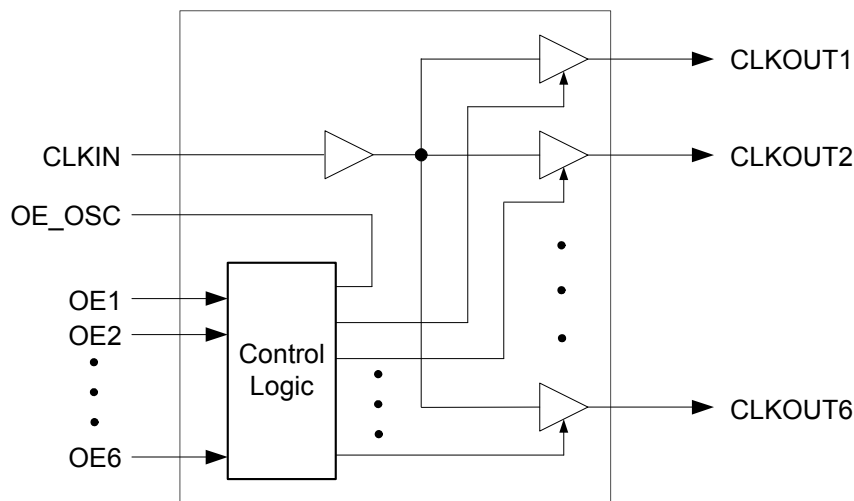 CLKOUT1
CLKIN
CLKOUT2
OE_OSC
OE1
OE2
Control
Logic
CLKOUT6
OE6